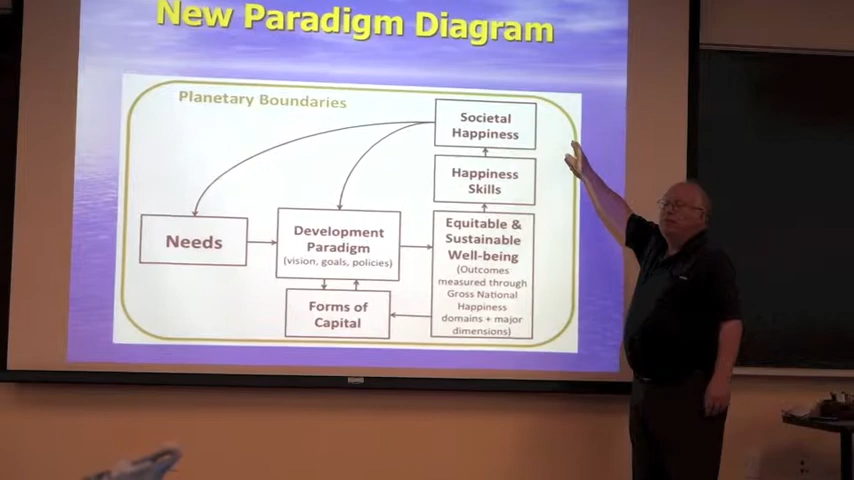 New Paradigm Diagram
Planetary Boundaries
Societal
Happiness
Happiness
Skills
Needs
Development
Paradigm
(vision, goals, policies)
Equitable &
Sustainable
Well-being
(Outcomes
measured through
Gross National
Happiness
domains + major
dimensions)
Forms of
Capital